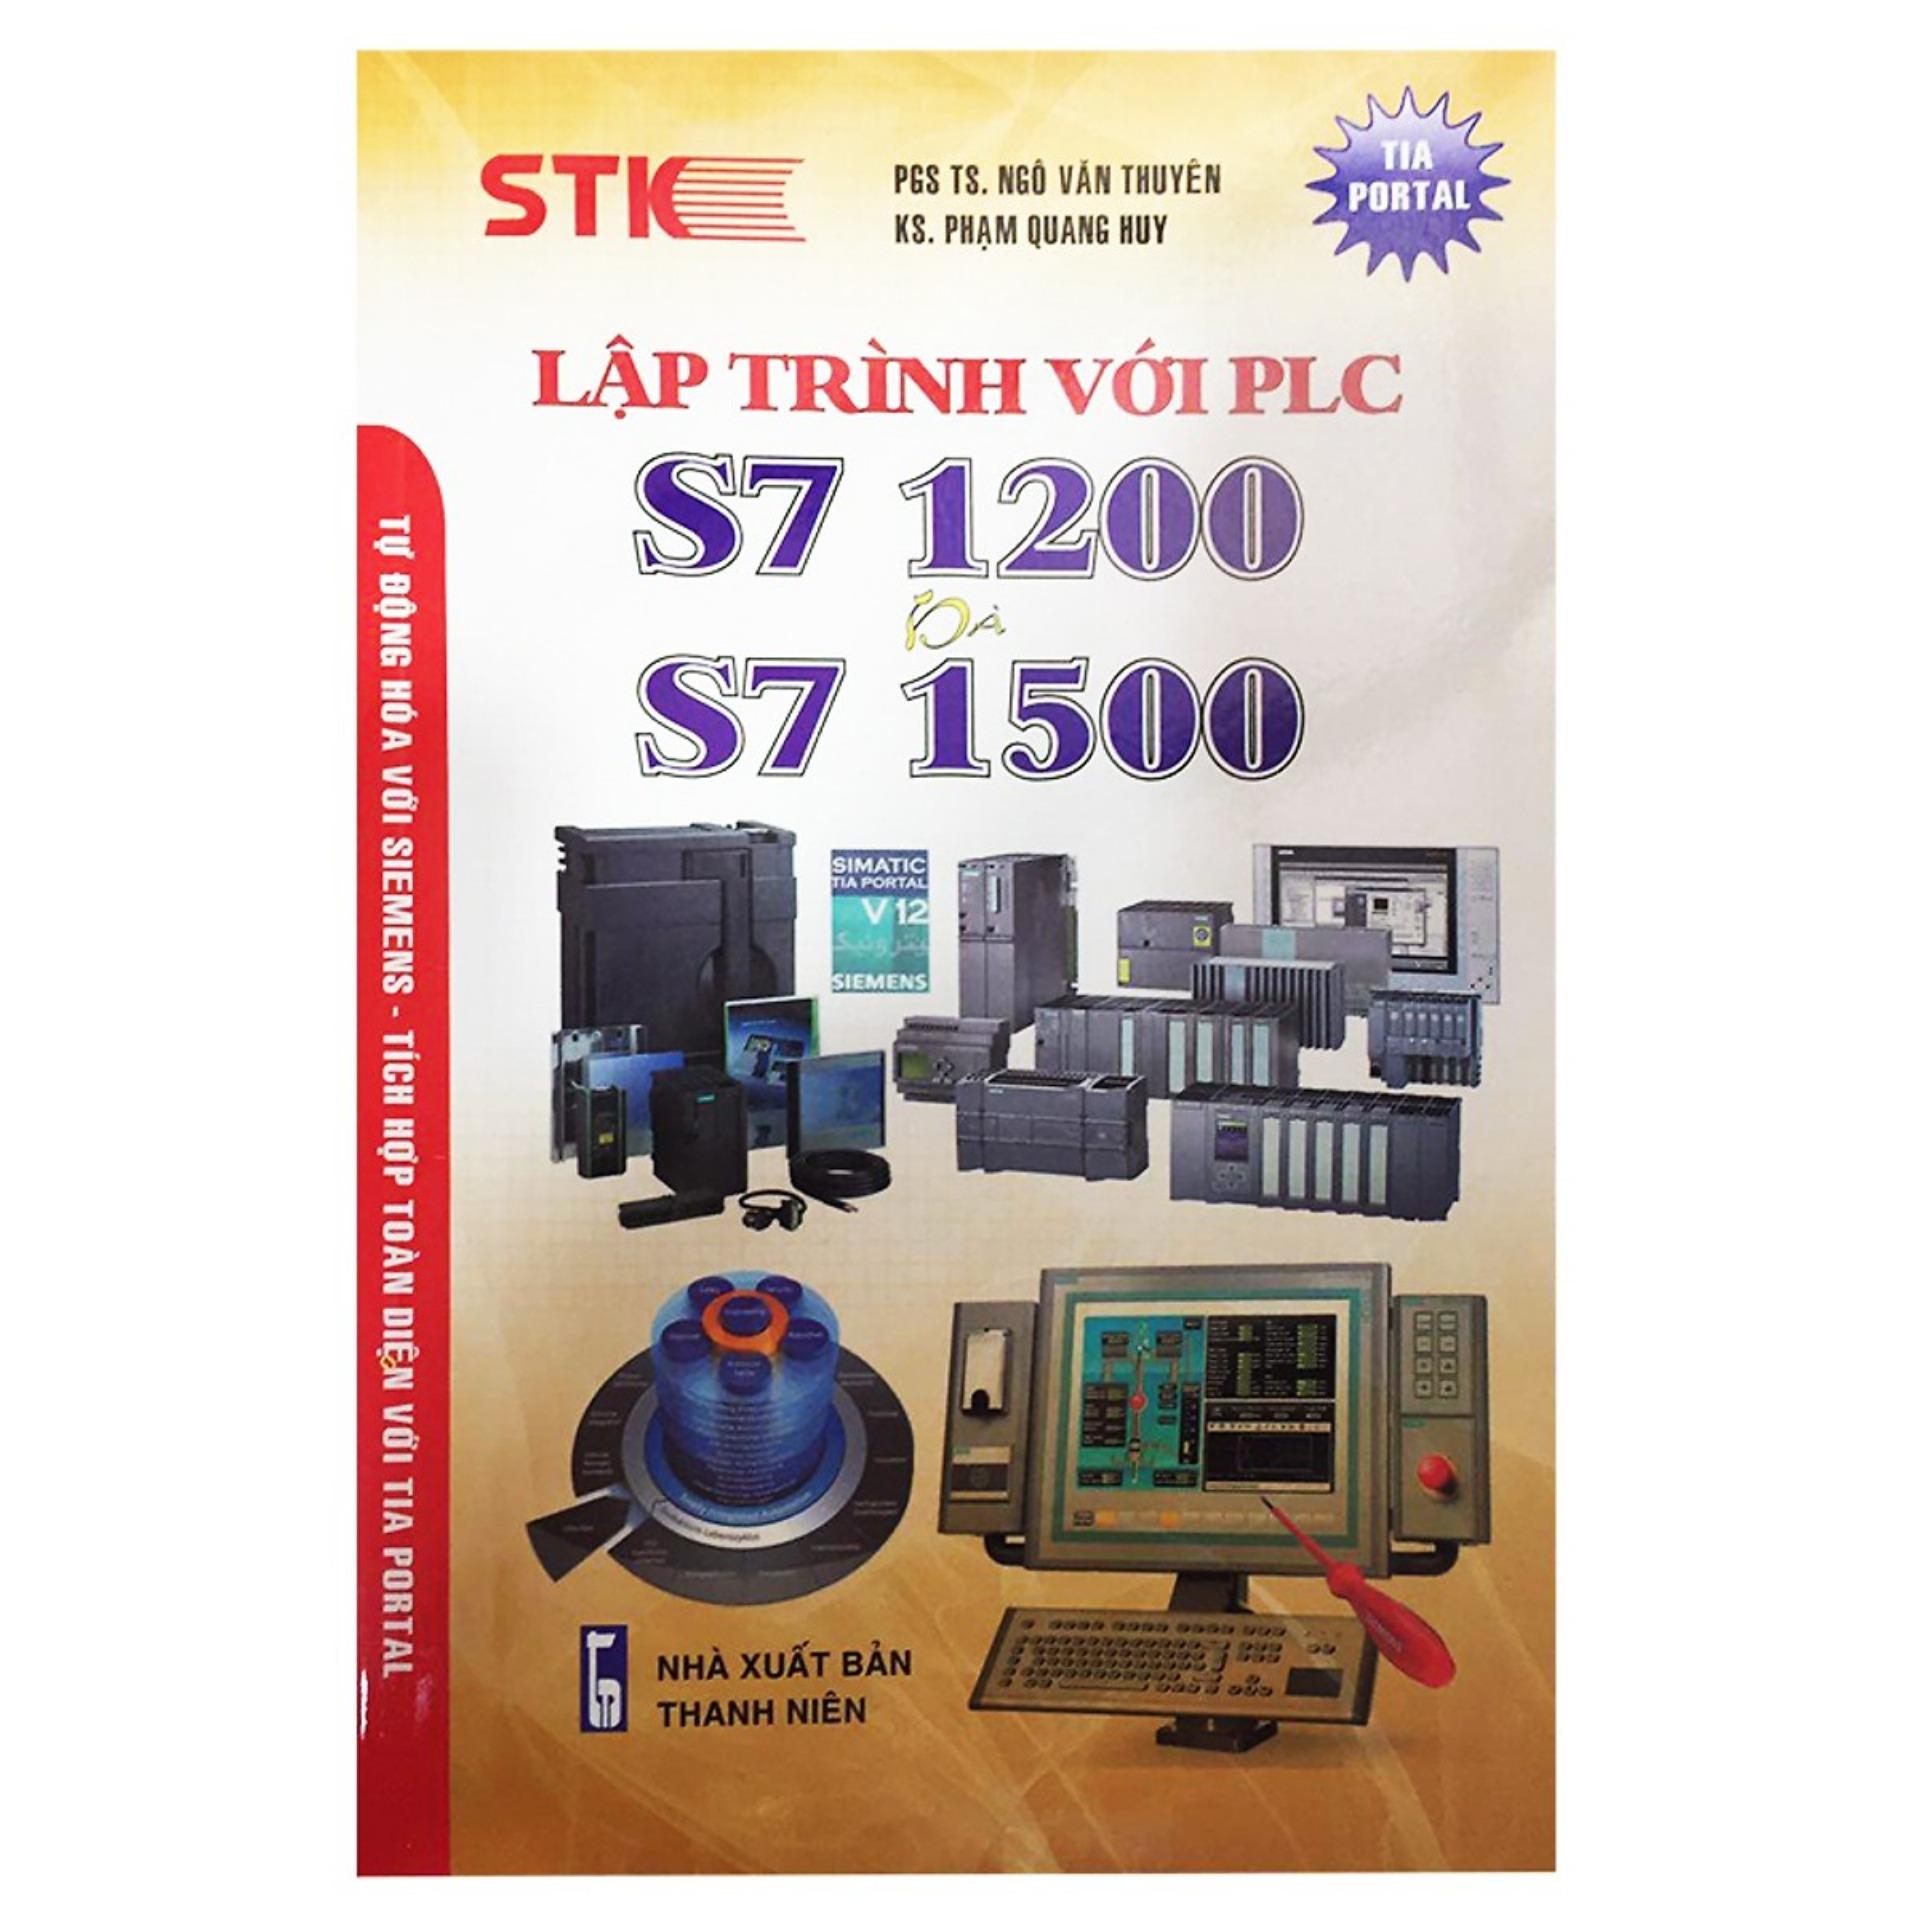 STK
PGS TS. NGÔ VĂN THUYÊN
KS. PHẠM QUANG HUY
TIA
PORTAL
LẬP TRÌNH VỚI PLC
S7 1200
và
S7 1500
TỰ ĐỘNG HÓA VỚI SIEMENS - TÍCH HỢP TOÀN DIỆN VỚI TIA PORTAL
SIMATIC
TIA PORTAL
V 12
SIEMENS
NHÀ XUẤT BẢN
THANH NIÊN